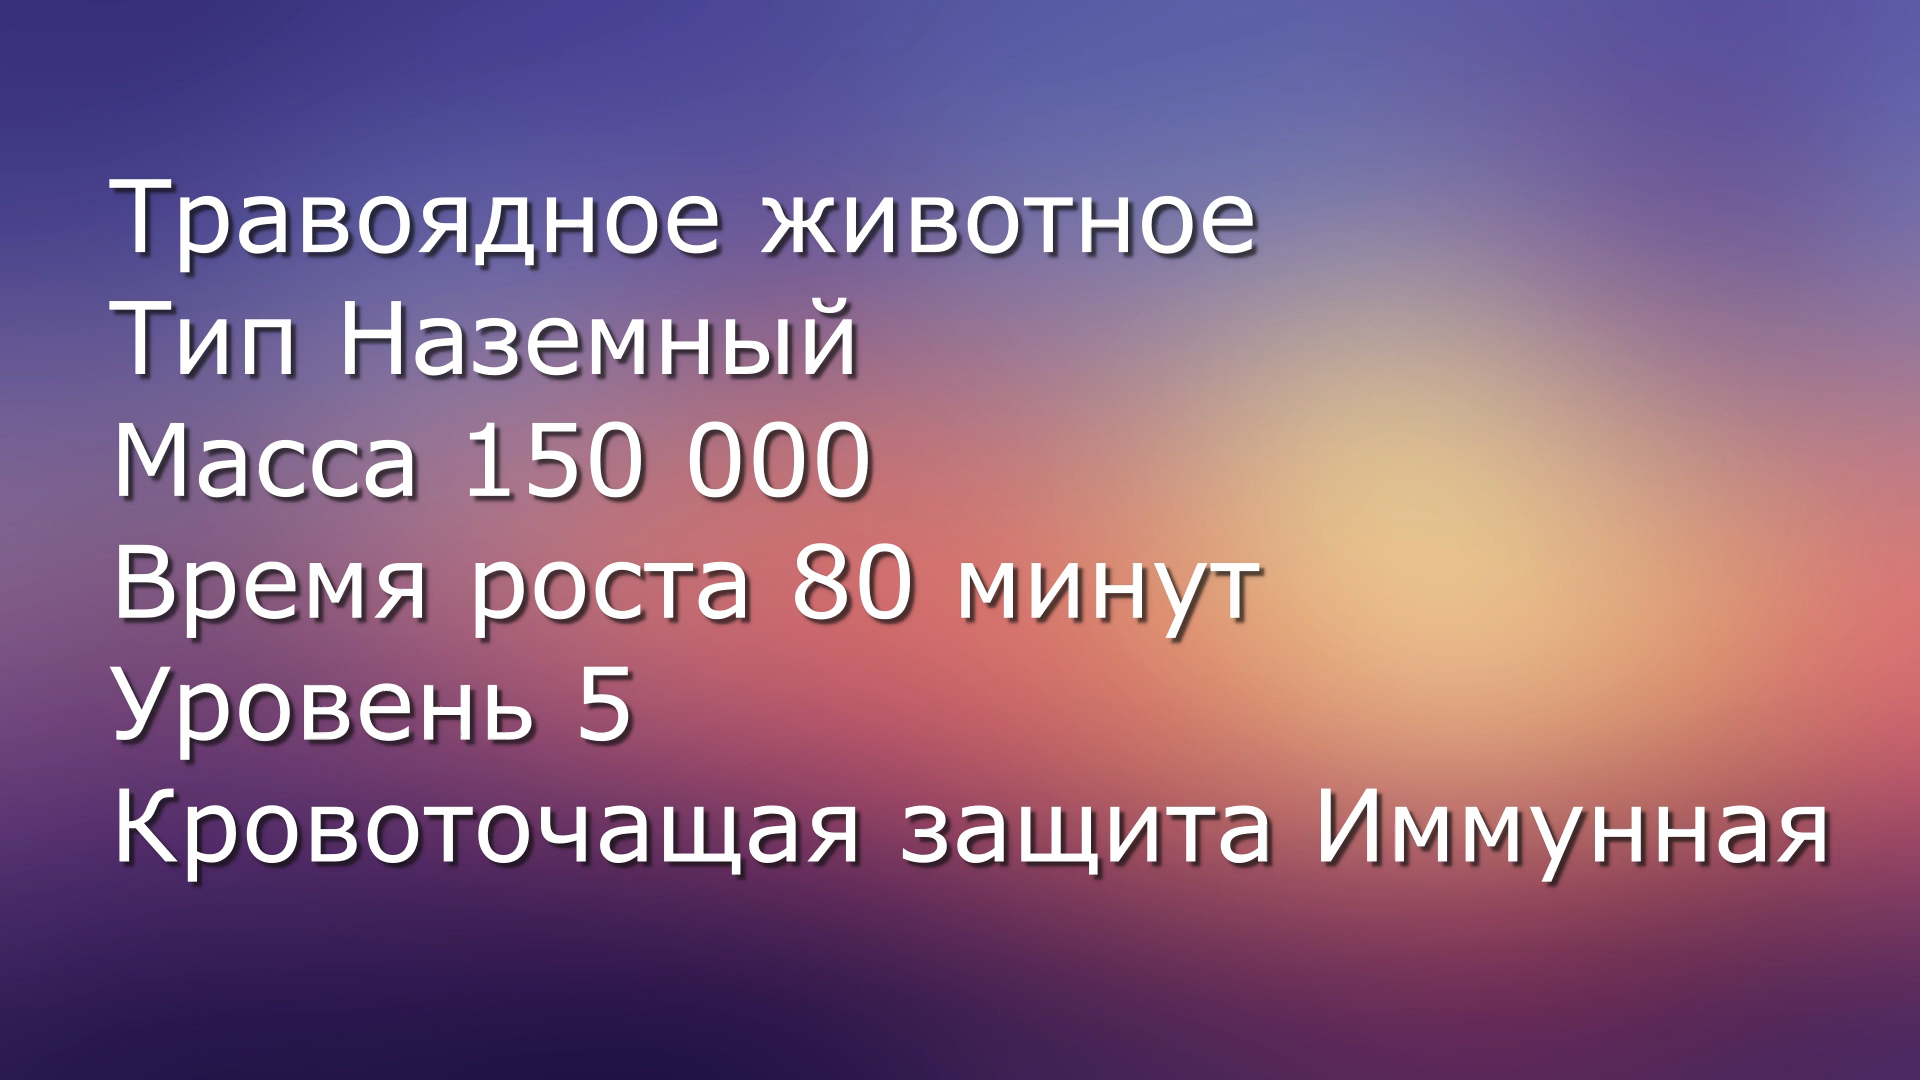 Травоядное животное
Тип Наземный
Масса 150 000
Время роста 80 минут
Уровень 5
Кровоточащая защита Иммунная